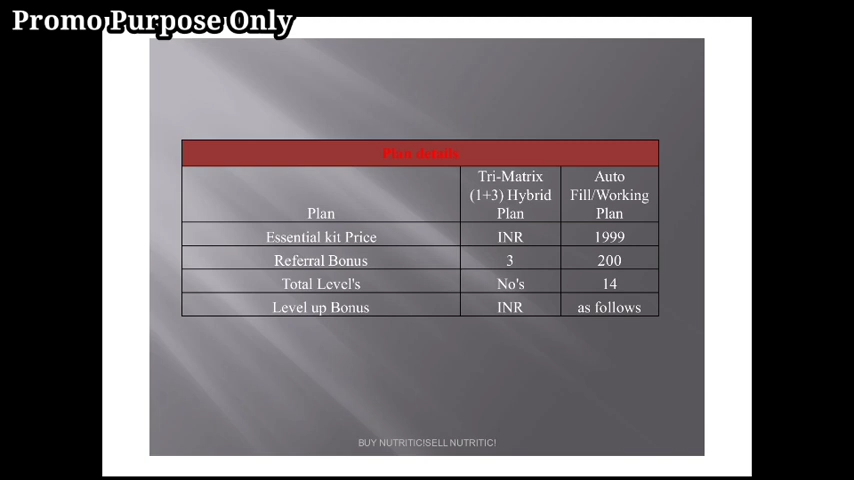 Promo Purpose Only
Plan details
Plan Tri-Matrix (1+3) Hybrid Plan Auto Fill/Working Plan
Essential kit Price INR 1999
Referral Bonus 3 200
Total Level's No's 14
Level up Bonus INR as follows
BUY NUTRITIC!SELL NUTRITIC!